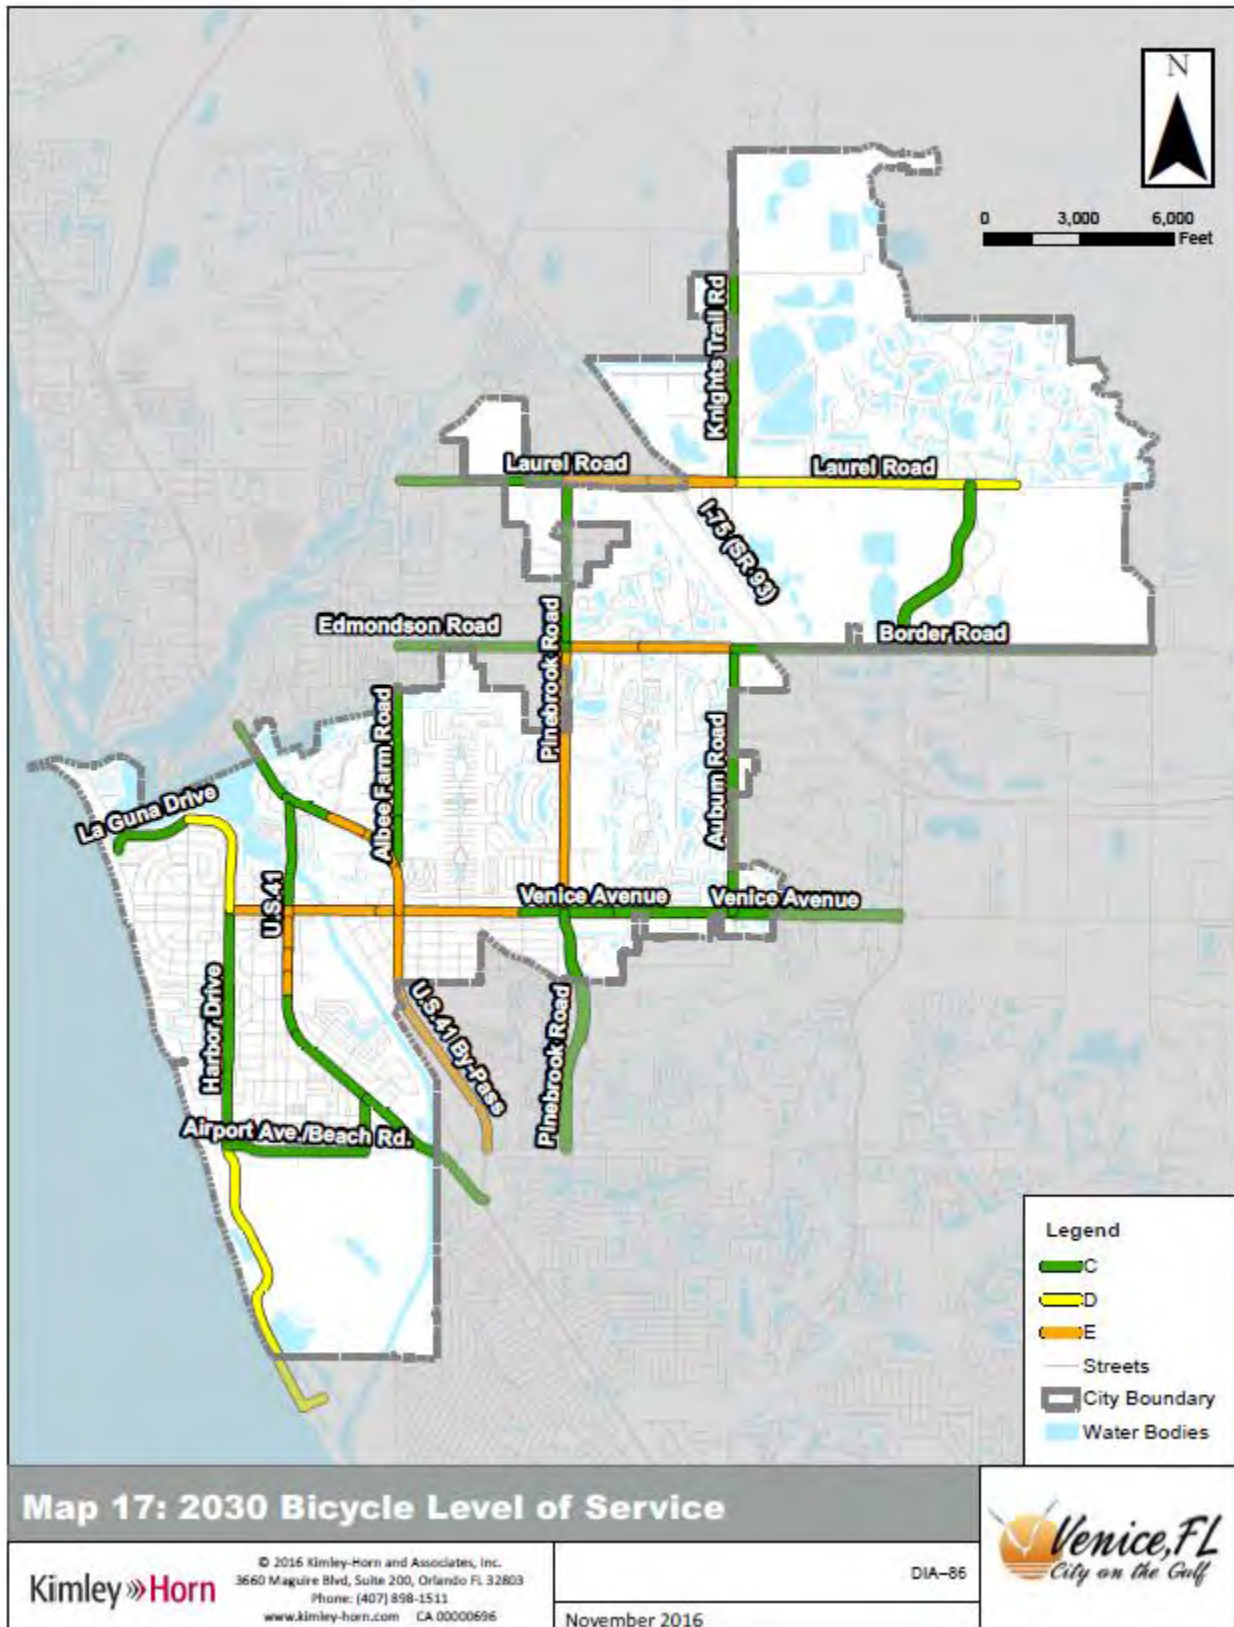 N
0 3,000 6,000
Feet
Knights Trail Rd
Laurel Road
Laurel Road
I-75 (SR 93)
Edmondson Road
Pinebrook Road
Border Road
Albee Farm Road
Auburn Road
La Guna Drive
U.S.41
Venice Avenue
Venice Avenue
Harbor Drive
U.S.41 By-Pass
Pinebrook Road
Airport Ave./Beach Rd.
Legend
C
D
E
Streets
City Boundary
Water Bodies
Map 17: 2030 Bicycle Level of Service
Kimley»Horn
© 2016 Kimley-Horn and Associates, Inc.
3660 Maguire Blvd, Suite 200, Orlando FL 32803
Phone: (407) 898-1511
www.kimley-horn.com CA 00000696
DIA–86
November 2016
Venice, FL
City on the Gulf